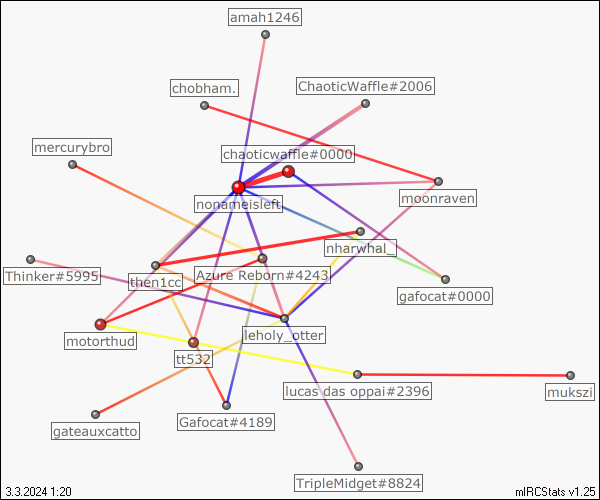 amah1246
chobham.
ChaoticWaffle#2006
mercurybro
chaoticwaffle#0000
nonameisleft
moonraven
nharwhal_
Thinker#5995
then1cc
Azure Reborn#4243
gafocat#0000
motorthud
leholy_otter
tt532
lucas das oppai#2396
mukszi
gateauxcatto
Gafocat#4189
TripleMidget#8824
3.3.2024 1:20
mIRCStats v1.25